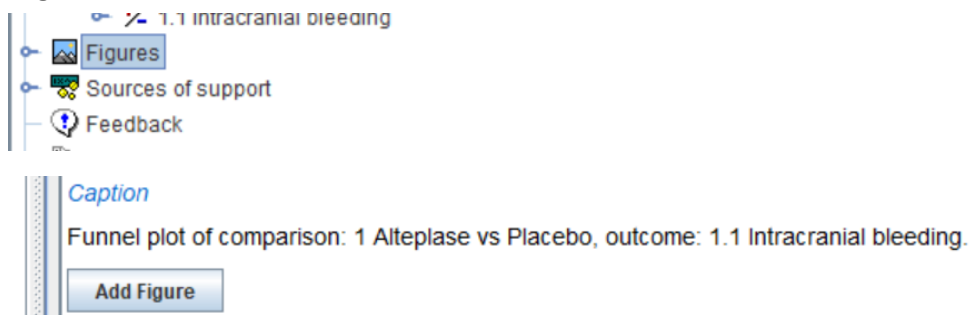 1.1 Intracranial bleeding
Figures
Sources of support
Feedback
Caption
Funnel plot of comparison: 1 Alteplase vs Placebo, outcome: 1.1 Intracranial bleeding.
Add Figure